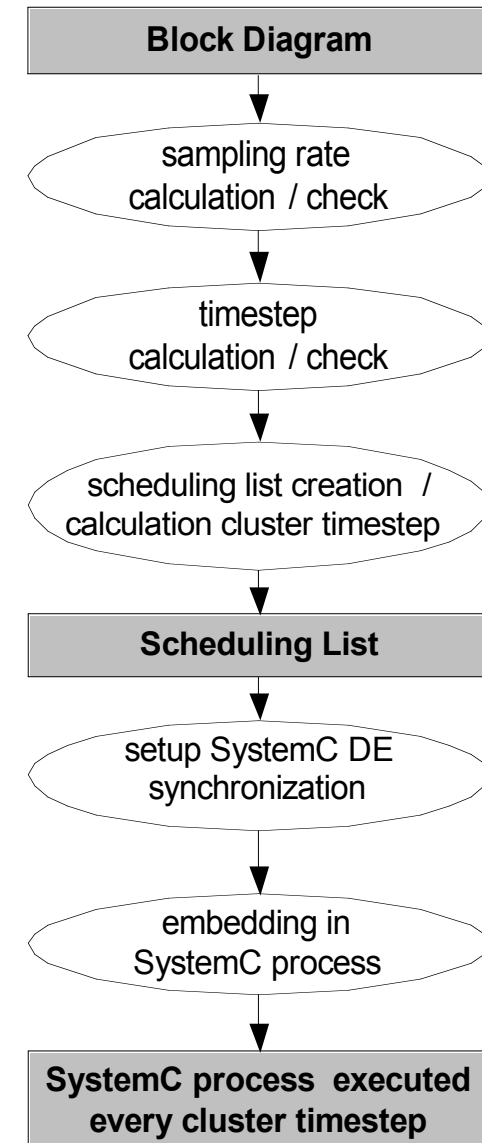 Block Diagram
sampling rate
calculation / check
timestep
calculation / check
scheduling list creation /
calculation cluster timestep
Scheduling List
setup SystemC DE
synchronization
embedding in
SystemC process
SystemC process executed
every cluster timestep